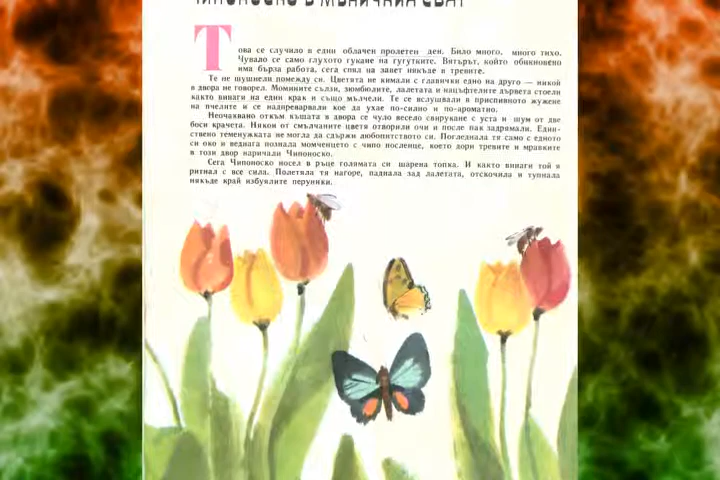 ЧИПОНОСКО В МЪНИЧКИЯ СВЯТ
Това се случило в един облачен пролетен ден. Било много, много тихо.
Чувало се само глухото гукане на гугутките. Вятърът, който обикновено
има бърза работа, сега спял на завет някъде в тревите.
Те не шушнели помежду си. Цветята не кимали с главички едно на друго — никой
в двора не говорел. Момините сълзи, зюмбюлите, лалетата и нацъфтелите дървета стоели
както винаги на един крак и също мълчели. Те се вслушвали в приспивното жужене
на пчелите и се надпреварвали кое да ухае по-силно и по-ароматно.
Неочаквано откъм къщата в двора се чуло весело свирукане с уста и шум от две
боси крачета. Някои от смълчаните цветя отворили очи и после пак задрямали. Един-
ствено теменужката не могла да сдържи любопитството си. Погледнала тя само с едното
си око и веднага познала момченцето с чипо носленце, което дори тревите и мравките
в този двор наричали Чипоноско.
Сега Чипоноско носел в ръце голямата си шарена топка. И както винаги той я
ритнал с все сила. Полетяла тя нагоре, паднала зад лалетата, отскочила и тупнала
някъде край избуялите перуники.